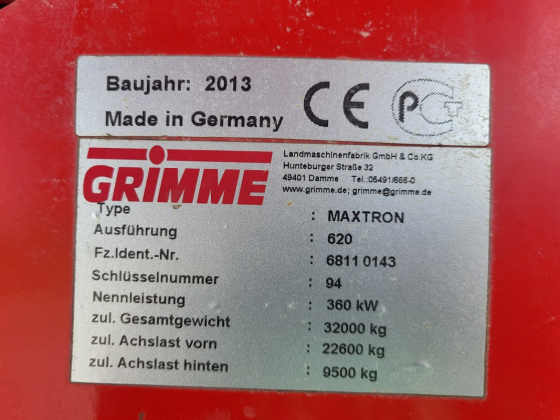 Baujahr: 2013
Made in Germany
CE
PCT
GRIMME
Landmaschinenfabrik GmbH & Co.KG
Hunteburger Straße 32
49401 Damme Tel.:05491/666-0
www.grimme.de; grimme@grimme.de
Type : MAXTRON
Ausführung : 620
Fz.Ident.-Nr. : 6811 0143
Schlüsselnummer : 94
Nennleistung : 360 kW
zul. Gesamtgewicht : 32000 kg
zul. Achslast vorn : 22600 kg
zul. Achslast hinten : 9500 kg